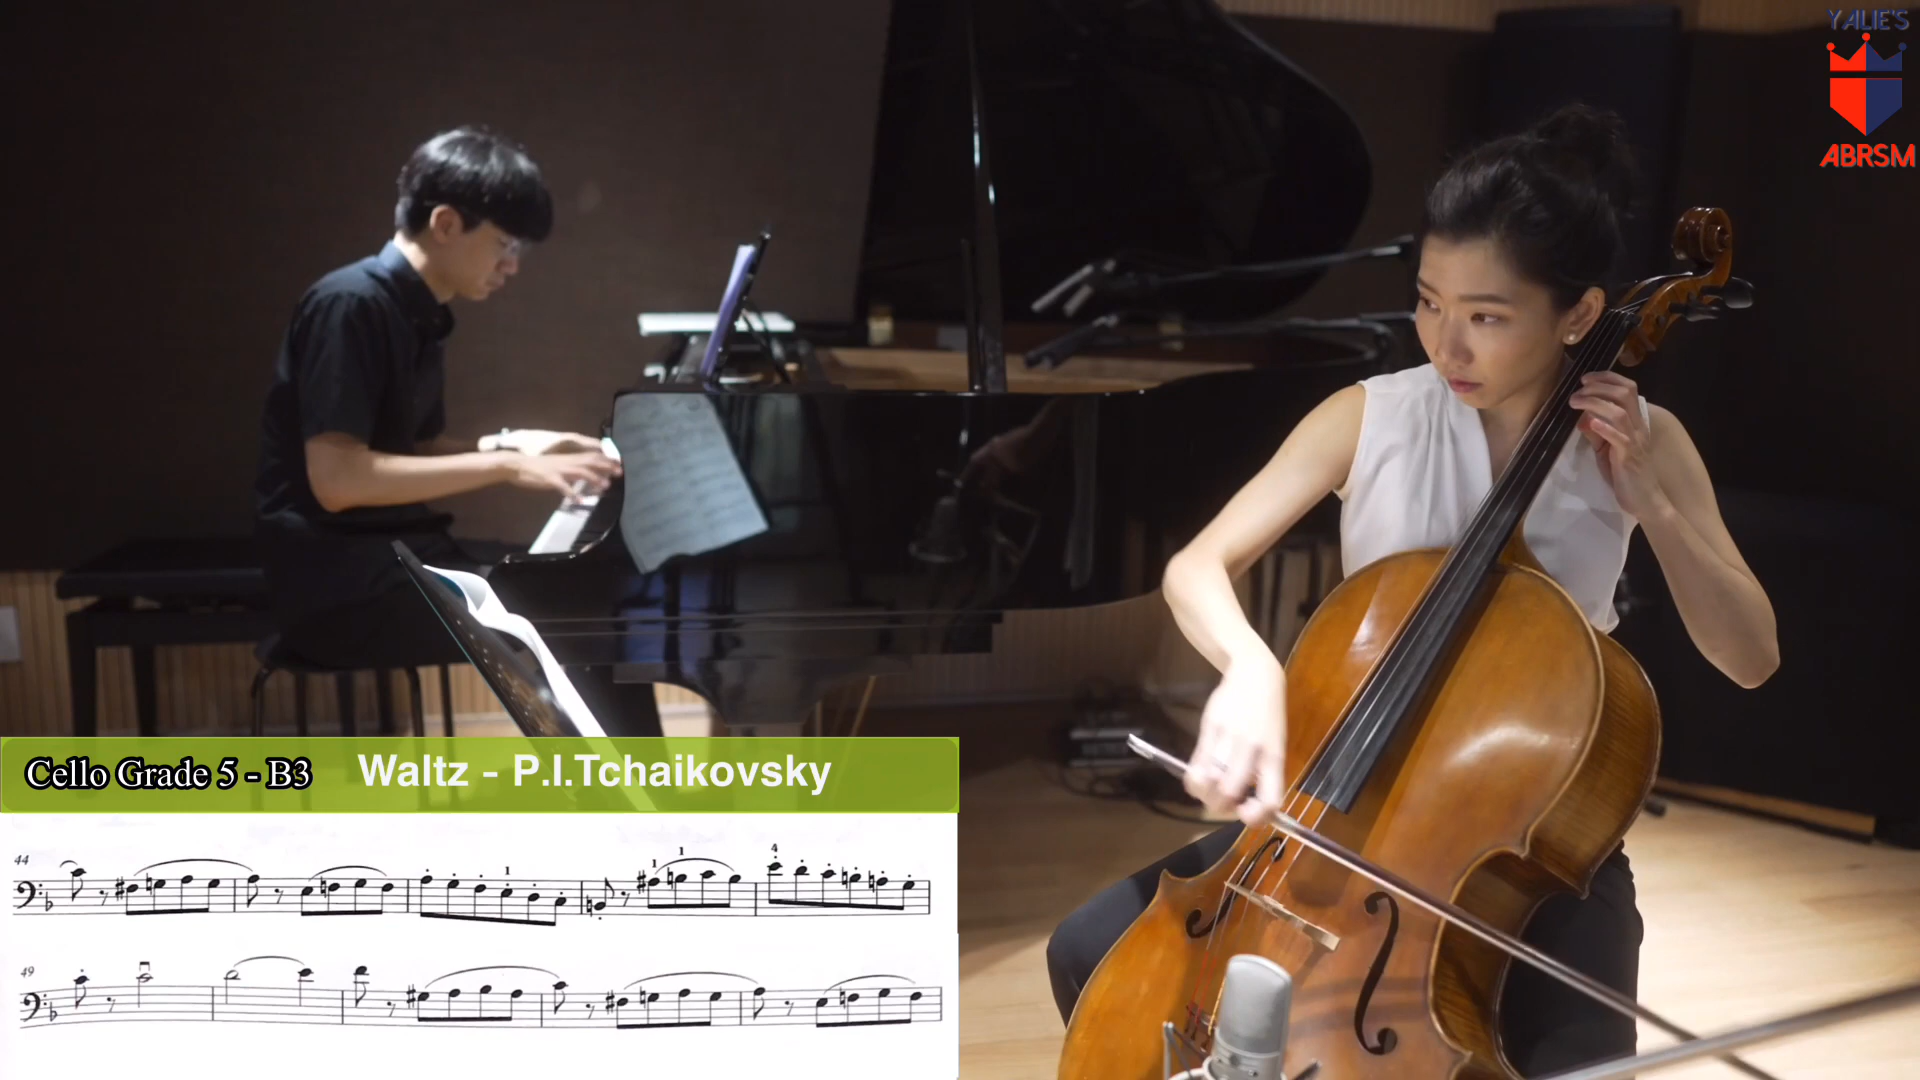 YALIE'S
ABRSM
Cello Grade 5 - B3 Waltz - P.I.Tchaikovsky
44
1
1
1
4
49